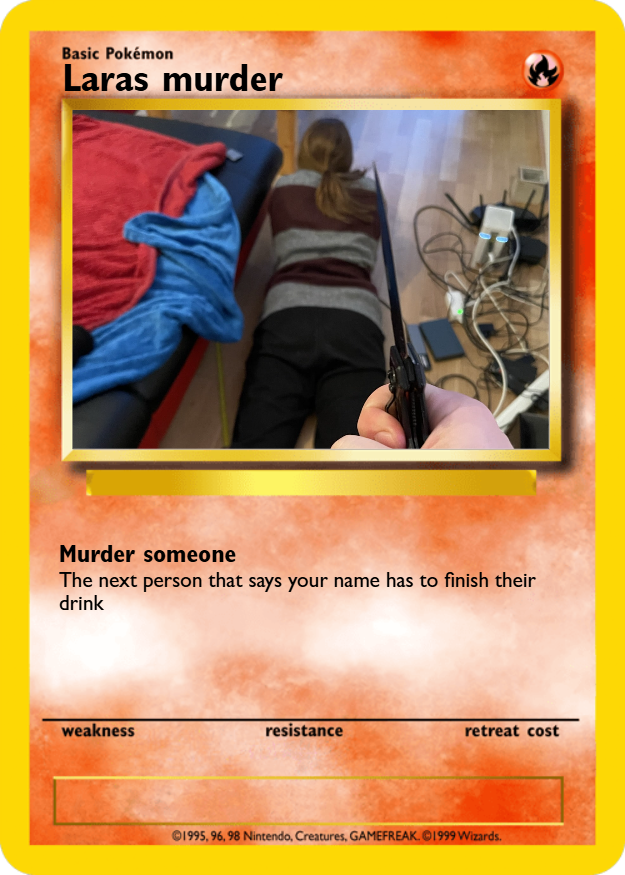 Basic Pokémon
Laras murder
Murder someone
The next person that says your name has to finish their
drink
weakness resistance retreat cost
©1995, 96, 98 Nintendo, Creatures, GAMEFREAK. ©1999 Wizards.